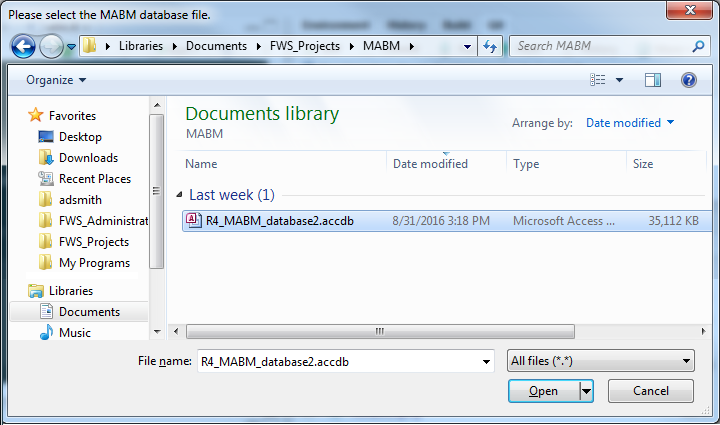 Please select the MABM database file.
Libraries Documents FWS_Projects MABM Search MABM
Organize
Favorites
Desktop
Downloads
Recent Places
adsmith
FWS_Administrat
FWS_Projects
My Programs
Libraries
Documents
Music
Documents library
MABM
Arrange by: Date modified
Name Date modified Type Size
Last week (1)
R4_MABM_database2.accdb 8/31/2016 3:18 PM Microsoft Access ... 35,112 KB
File name: R4_MABM_database2.accdb All files (*.*)
Open Cancel